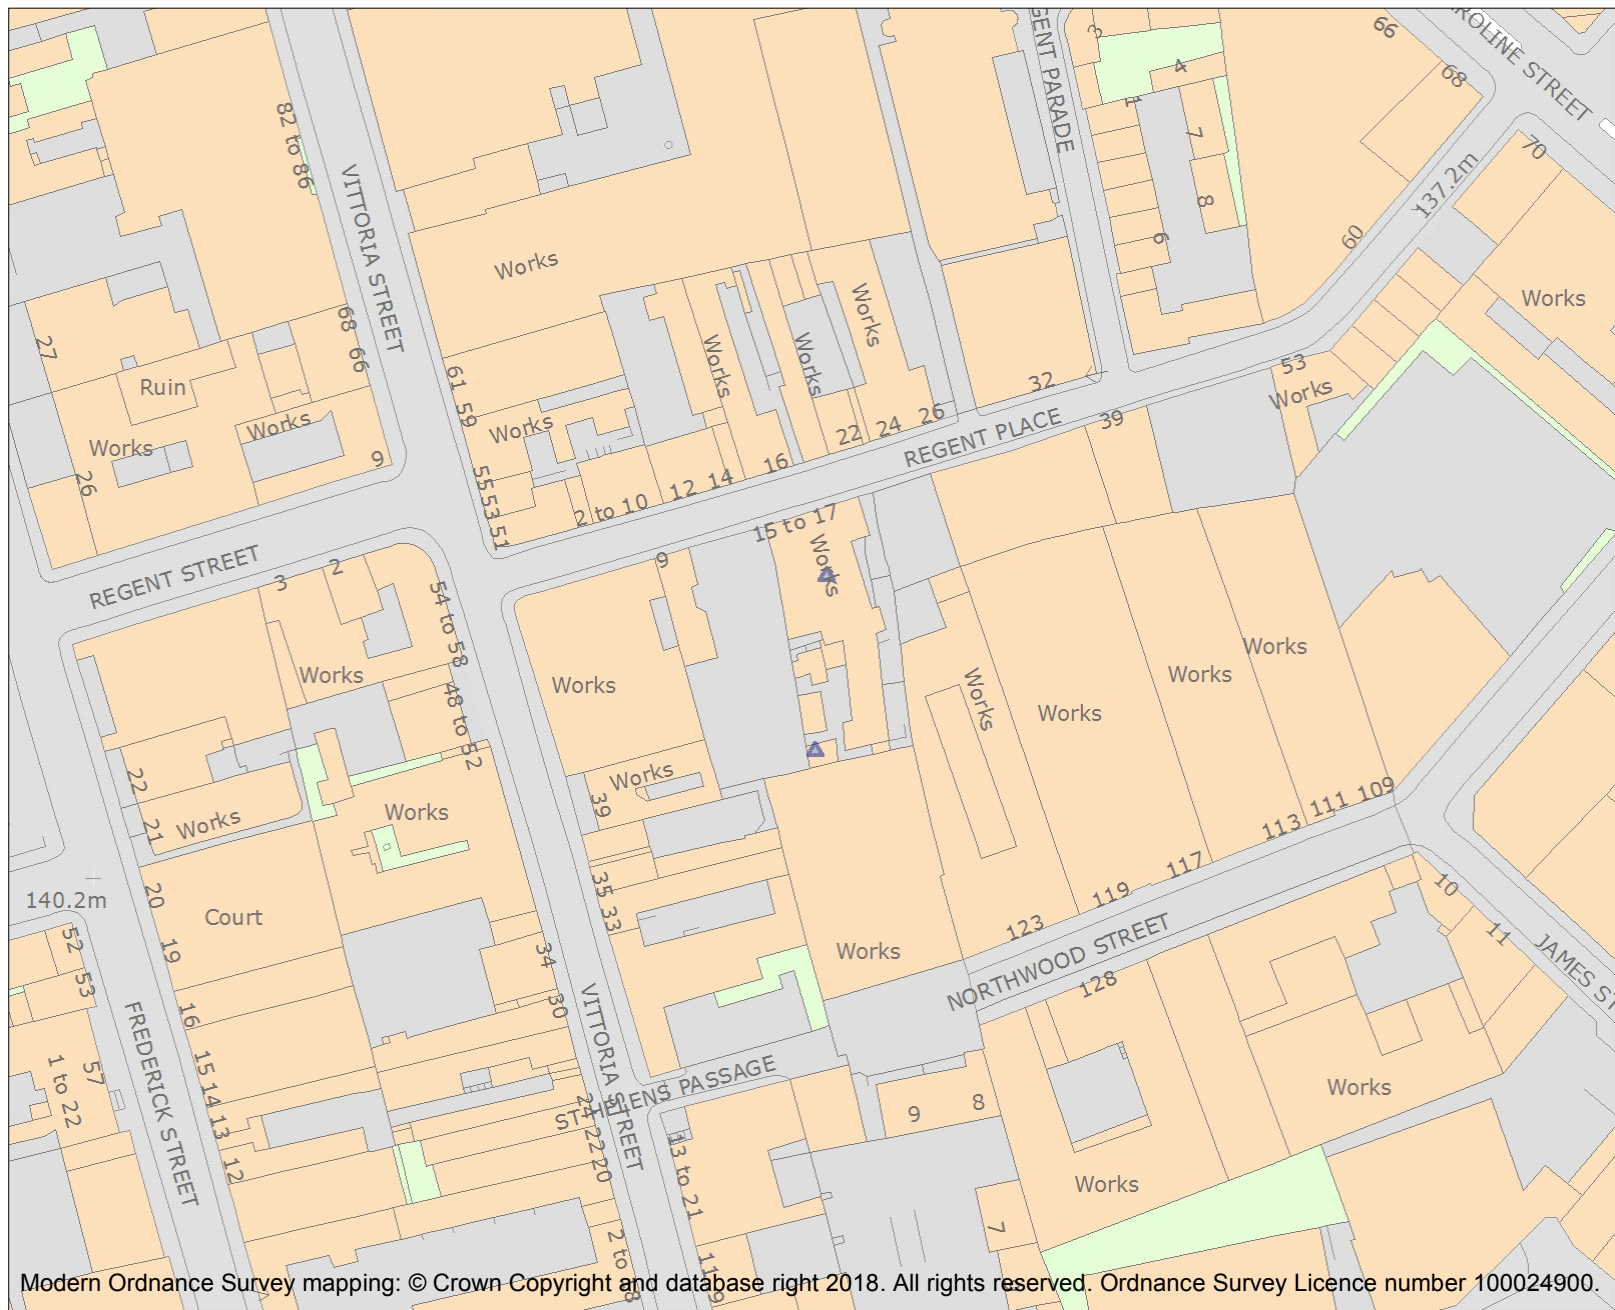 GENT PARADE
3
4
1
7
8
6
66
68
ROLINE STREET
70
137.2m
60
Works
82 to 86
VITTORIA STREET
Works
27
68
66
Ruin
Works
Works
26
9
61
59
Works
55
53
51
Works
Works
Works
2 to 10
12
14
16
22
24
26
32
REGENT PLACE
39
53
Works
REGENT STREET
3
2
9
15 to 17
Works
54 to 58
Works
48 to 52
Works
Works
Works
Works
Works
22
21
Works
Works
Works
39
109
111
113
117
119
123
140.2m
20
Court
19
35
33
Works
NORTHWOOD STREET
128
10
11
JAMES ST
52
53
34
30
VITTORIA STREET
FREDERICK STREET
16
15
14
13
12
1 to 22
57
ST HELENS PASSAGE
24
22
20
13 to 21
9
8
Works
Works
7
2 to
11
9
Modern Ordnance Survey mapping: © Crown Copyright and database right 2018. All rights reserved. Ordnance Survey Licence number 100024900.